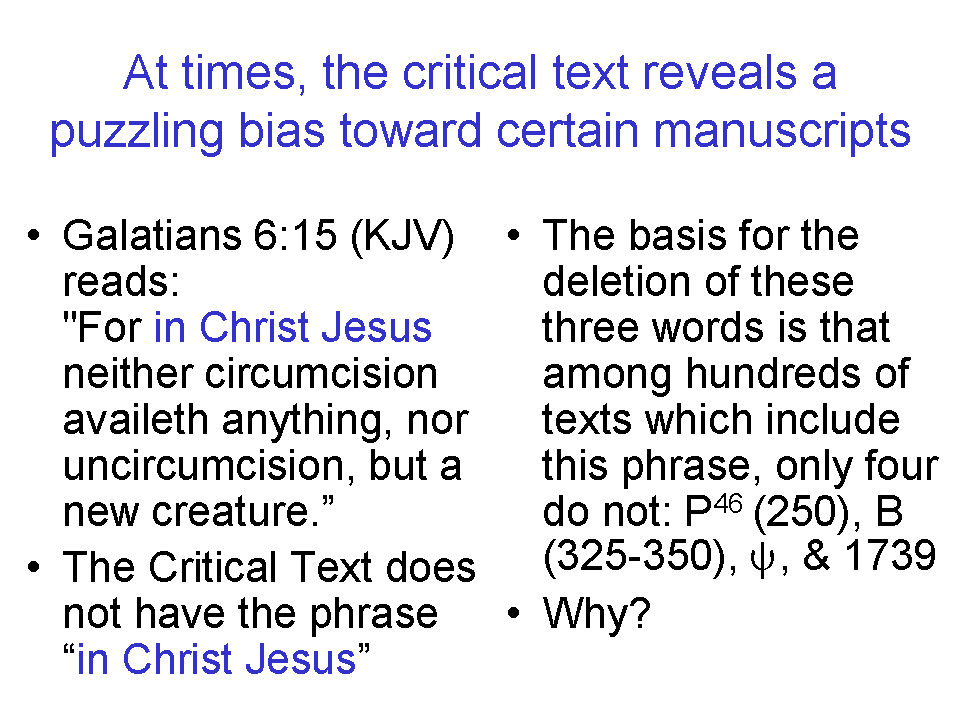 At times, the critical text reveals a
puzzling bias toward certain manuscripts
• Galatians 6:15 (KJV)
reads:
"For in Christ Jesus
neither circumcision
availeth anything, nor
uncircumcision, but a
new creature.”
• The Critical Text does
not have the phrase
“in Christ Jesus”
• The basis for the
deletion of these
three words is that
among hundreds of
texts which include
this phrase, only four
do not: P46 (250), B
(325-350), ψ, & 1739
• Why?